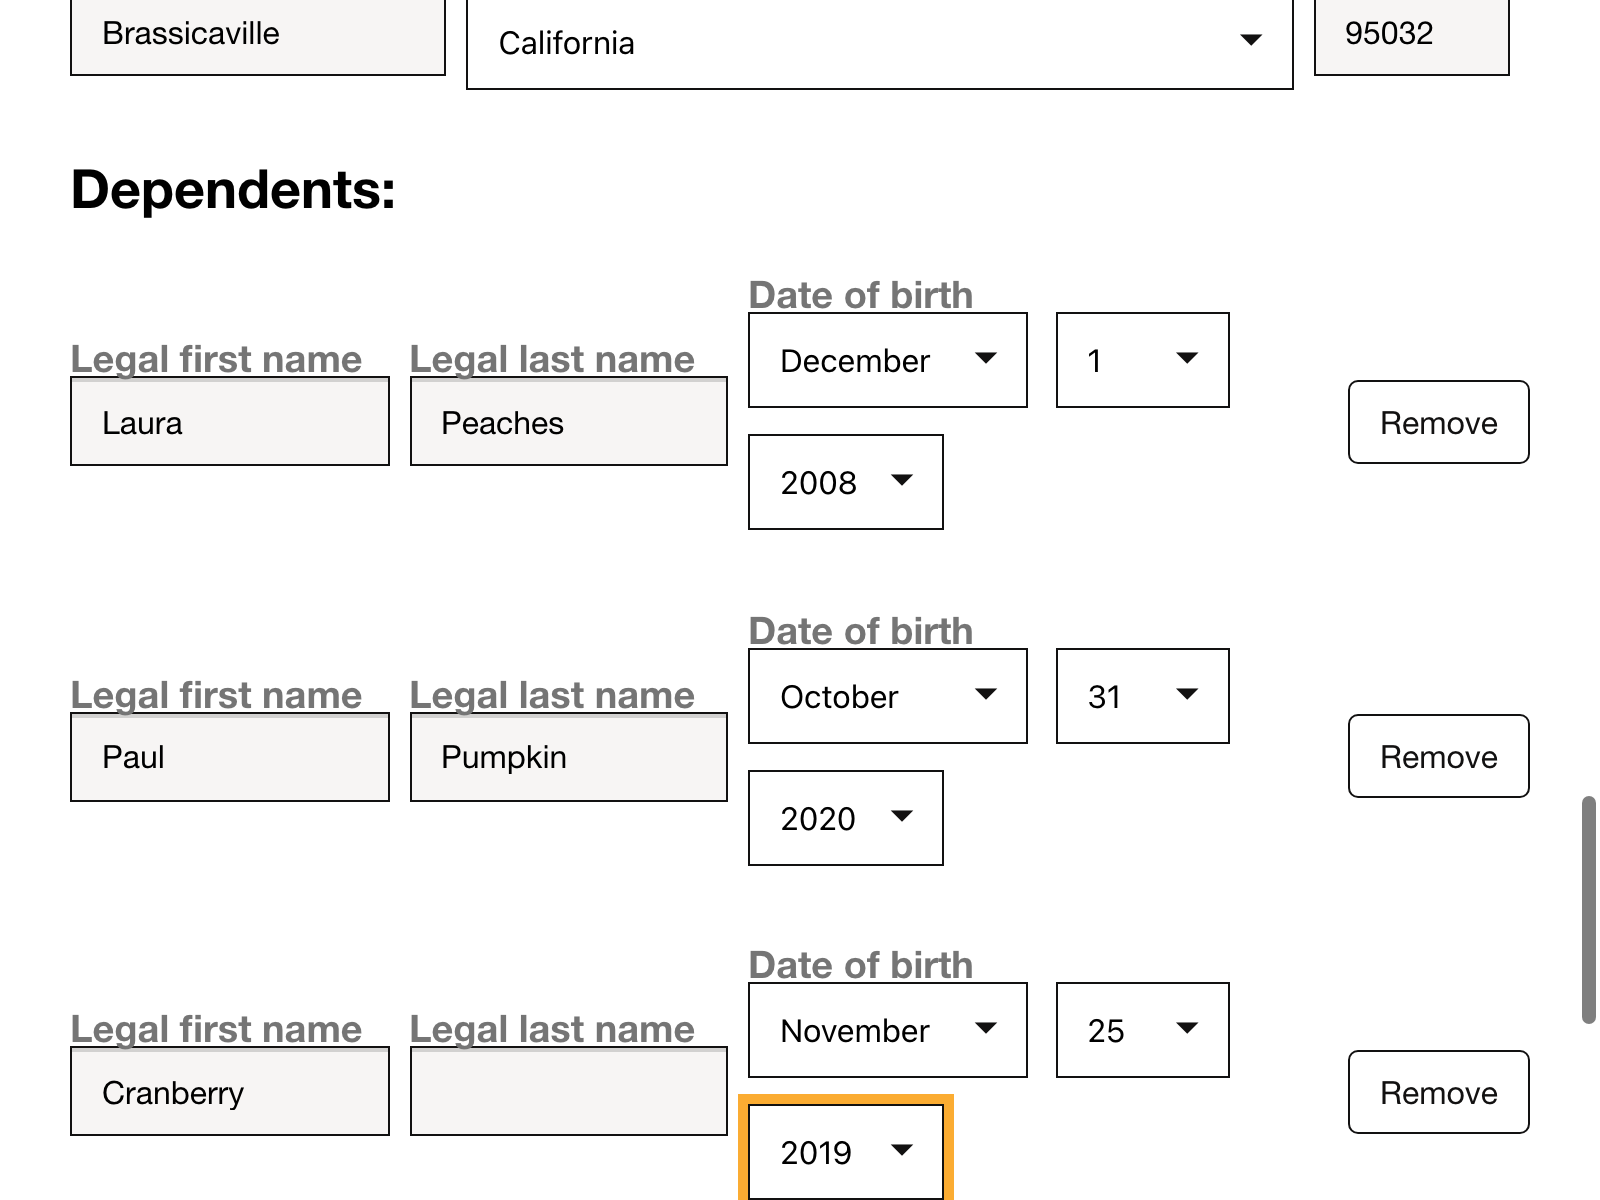 Brassicaville
California
95032
Dependents:
Date of birth
Legal first name
Legal last name
December
1
Laura
Peaches
Remove
2008
Date of birth
Legal first name
Legal last name
October
31
Paul
Pumpkin
Remove
2020
Date of birth
Legal first name
Legal last name
November
25
Cranberry
Remove
2019